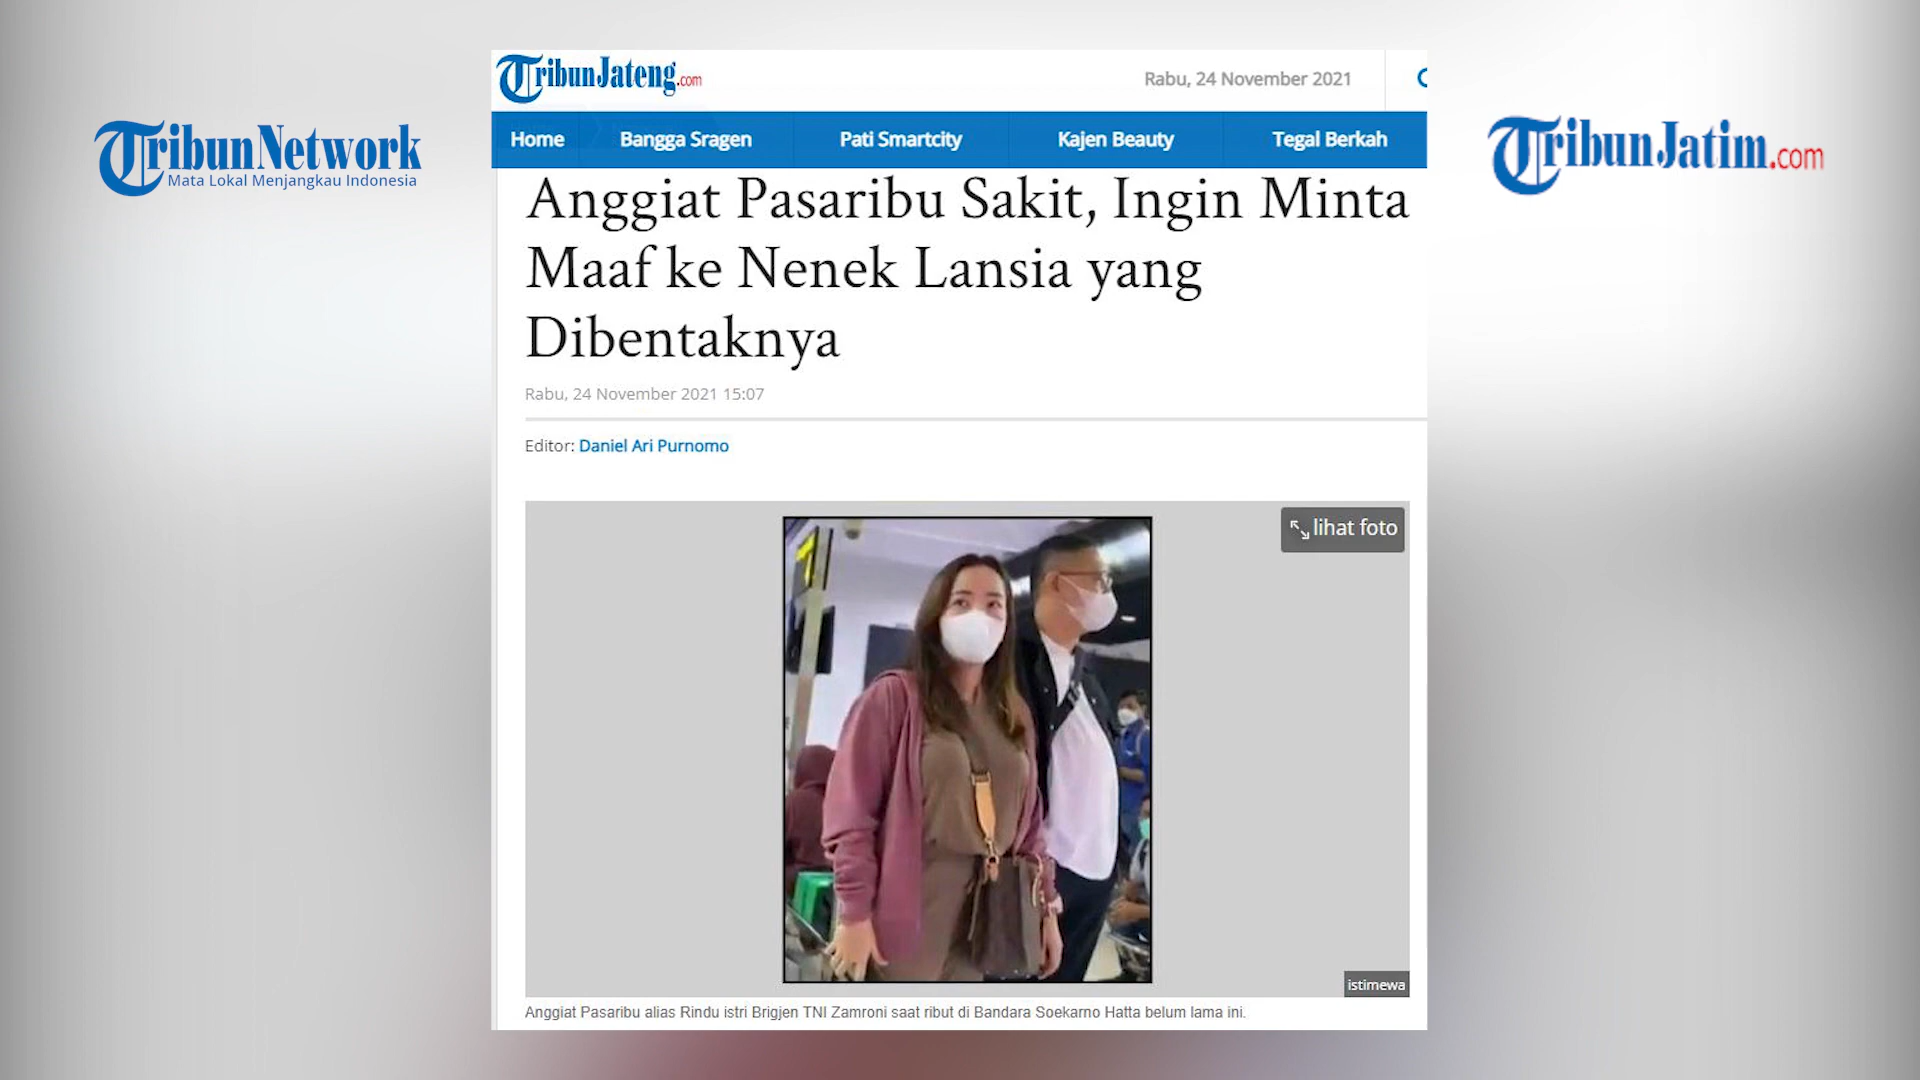 TribunJateng.com
Rabu, 24 November 2021
TribunNetwork
Mata Lokal Menjangkau Indonesia
TribunJatim.com
Home Bangga Sragen Pati Smartcity Kajen Beauty Tegal Berkah
Anggiat Pasaribu Sakit, Ingin Minta
Maaf ke Nenek Lansia yang
Dibentaknya
Rabu, 24 November 2021 15:07
Editor: Daniel Ari Purnomo
lihat foto
istimewa
Anggiat Pasaribu alias Rindu istri Brigjen TNI Zamroni saat ribut di Bandara Soekarno Hatta belum lama ini.